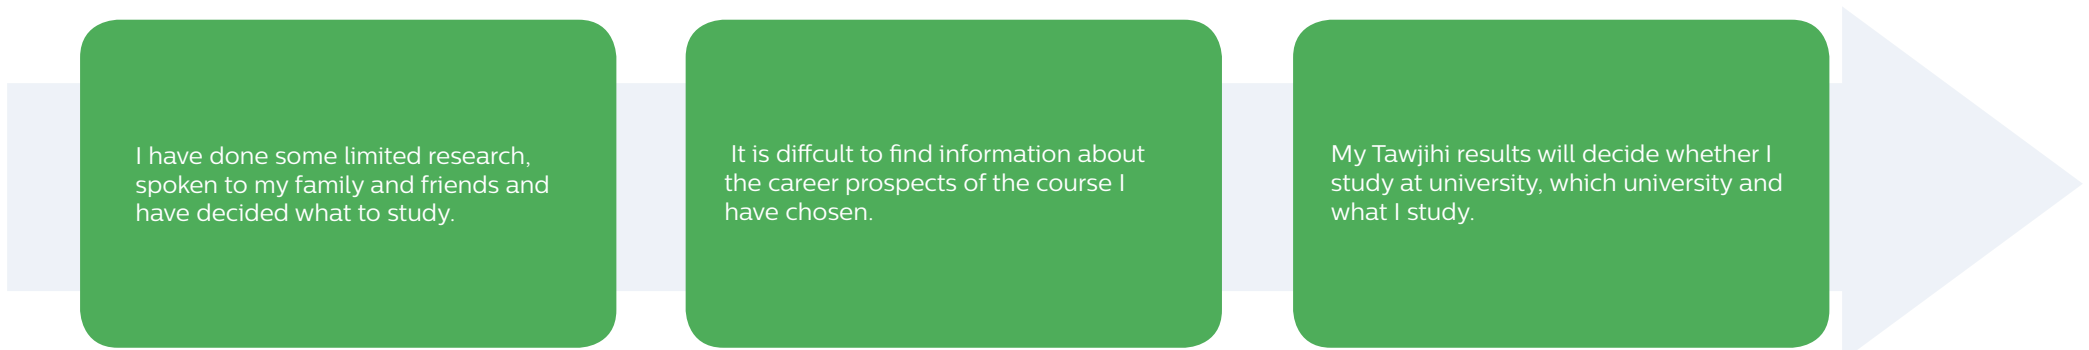 I have done some limited research,
spoken to my family and friends and
have decided what to study.
It is diffcult to find information about
the career prospects of the course I
have chosen.
My Tawjihi results will decide whether I
study at university, which university and
what I study.